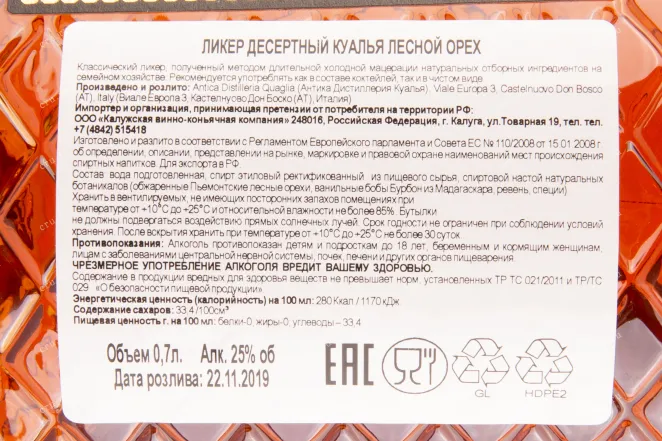 ЛИКЕР ДЕСЕРТНЫЙ КУАЛЬЯ ЛЕСНОЙ ОРЕХ
Классический ликер, полученный методом длительной холодной мацерации натуральных отборных ингредиентов на
семейном хозяйстве. Рекомендуется употреблять как в составе коктейлей, так и в чистом виде.
Произведено и розлито: Antica Distilleria Quaglia (Антика Дистиллерия Куалья). Viale Europa 3, Castelnuovo Don Bosco
(AT), Italy (Виале Европа 3, Кастелнуово Дон Боско (АТ), Италия)
Импортер и организация, принимающая претензии от потребителя на территории РФ:
ООО «Калужская винно-коньячная компания» 248016, Российская Федерация, г. Калуга, ул.Товарная 19, тел. тел.
+7 (4842) 515418
Изготовлено и разлито в соответствии с Регламентом Европейского парламента и Совета ЕС № 110/2008 от 15.01.2008 г
об определении, описании, представлении на рынке, маркировке и правовой охране наименований мест происхождения
спиртных напитков. Для экспорта в РФ.
Состав вода подготовленная, спирт этиловый ректификованный из пищевого сырья, спиртовой настой натуральных
ботаникалов (обжаренные Пьемонтские лесные орехи, ванильные бобы Бурбон из Мадагаскара, ревень, специи)
Хранить в вентилируемых, не имеющих посторонних запахов помещениях при
температуре от +10°C до +25°C и относительной влажности не более 85%. Бутылки
не должны подвергаться воздействию прямых солнечных лучей. Срок годности не ограничен при соблюдении условий
хранения. После вскрытия хранить при температуре от +10°C до +25°C не более 30 суток.
Противопоказания: Алкоголь противопоказан детям и подросткам до 18 лет, беременным и кормящим женщинам,
лицам с заболеваниями центральной нервной системы, почек, печени и других органов пищеварения.
ЧРЕЗМЕРНОЕ УПОТРЕБЛЕНИЕ АЛКОГОЛЯ ВРЕДИТ ВАШЕМУ ЗДОРОВЬЮ.
Содержание в продукции вредных для здоровья веществ не превышает норм, установленных ТР ТС 021/2011 и ТР/ТС
029 «О безопасности пищевой продукции»
Энергетическая ценность (калорийность) на 100 мл: 280 Ккал / 1170 кДж
Содержание сахаров: 33,4 /100см³
Пищевая ценность г. на 100 мл: белки-0, жиры-0, углеводы – 33,4
Объем 0,7л. Алк. 25% об
Дата розлива: 22.11.2019
ЕАС
GL
HDPE2